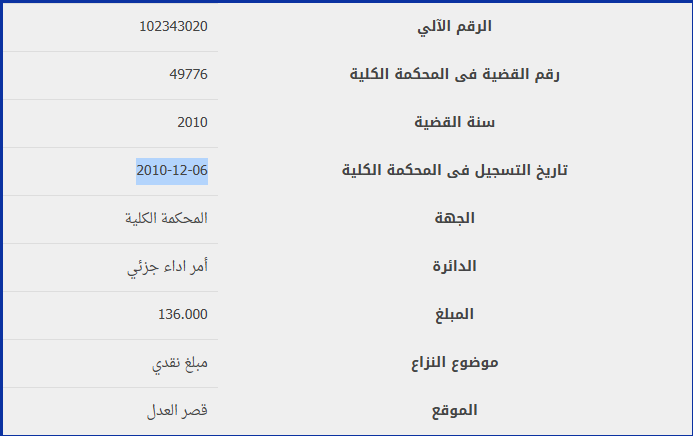 الرقم الآلي 102343020
رقم القضية فى المحكمة الكلية 49776
سنة القضية 2010
تاريخ التسجيل فى المحكمة الكلية 2010-12-06
الجهة المحكمة الكلية
الدائرة أمر اداء جزئي
المبلغ 136.000
موضوع النزاع مبلغ نقدي
الموقع قصر العدل